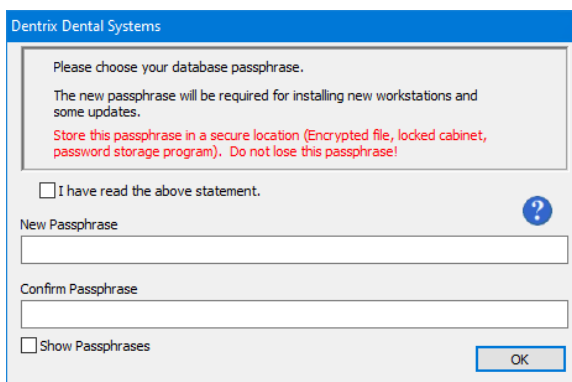 Dentrix Dental Systems
Please choose your database passphrase.
The new passphrase will be required for installing new workstations and
some updates.
Store this passphrase in a secure location (Encrypted file, locked cabinet,
password storage program).  Do not lose this passphrase!
I have read the above statement.
?
New Passphrase
Confirm Passphrase
Show Passphrases
OK